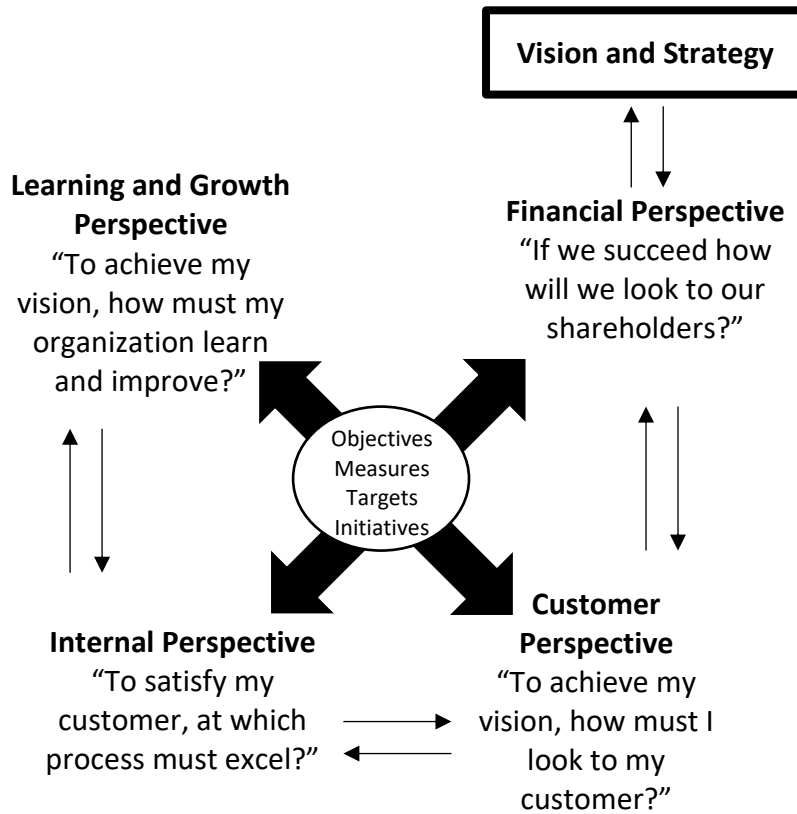 Vision and Strategy
Learning and Growth
Perspective
“To achieve my
vision, how must my
organization learn
and improve?”
Financial Perspective
“If we succeed how
will we look to our
shareholders?”
Objectives
Measures
Targets
Initiatives
Internal Perspective
“To satisfy my
customer, at which
process must excel?”
Customer
Perspective
“To achieve my
vision, how must I
look to my
customer?”